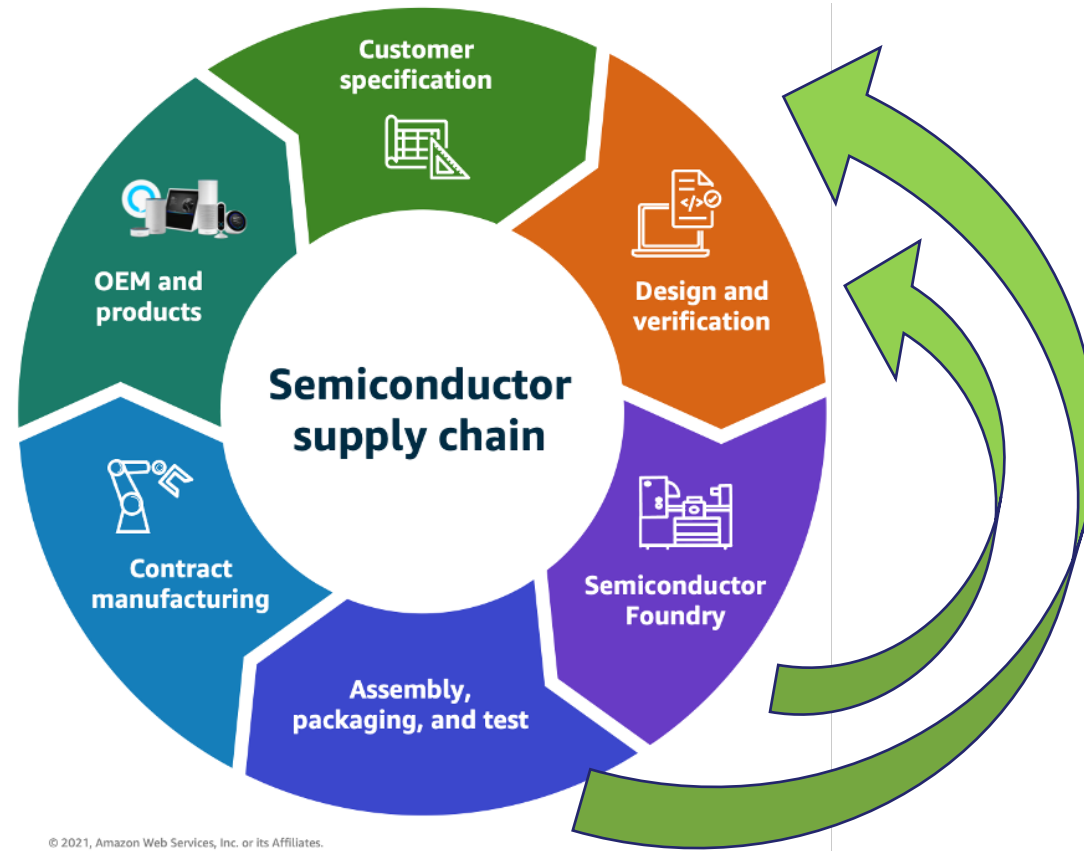 Customer
specification
Design and
verification
Semiconductor
Foundry
Assembly,
packaging, and test
Contract
manufacturing
OEM and
products
Semiconductor
supply chain
© 2021, Amazon Web Services, Inc. or its Affiliates.